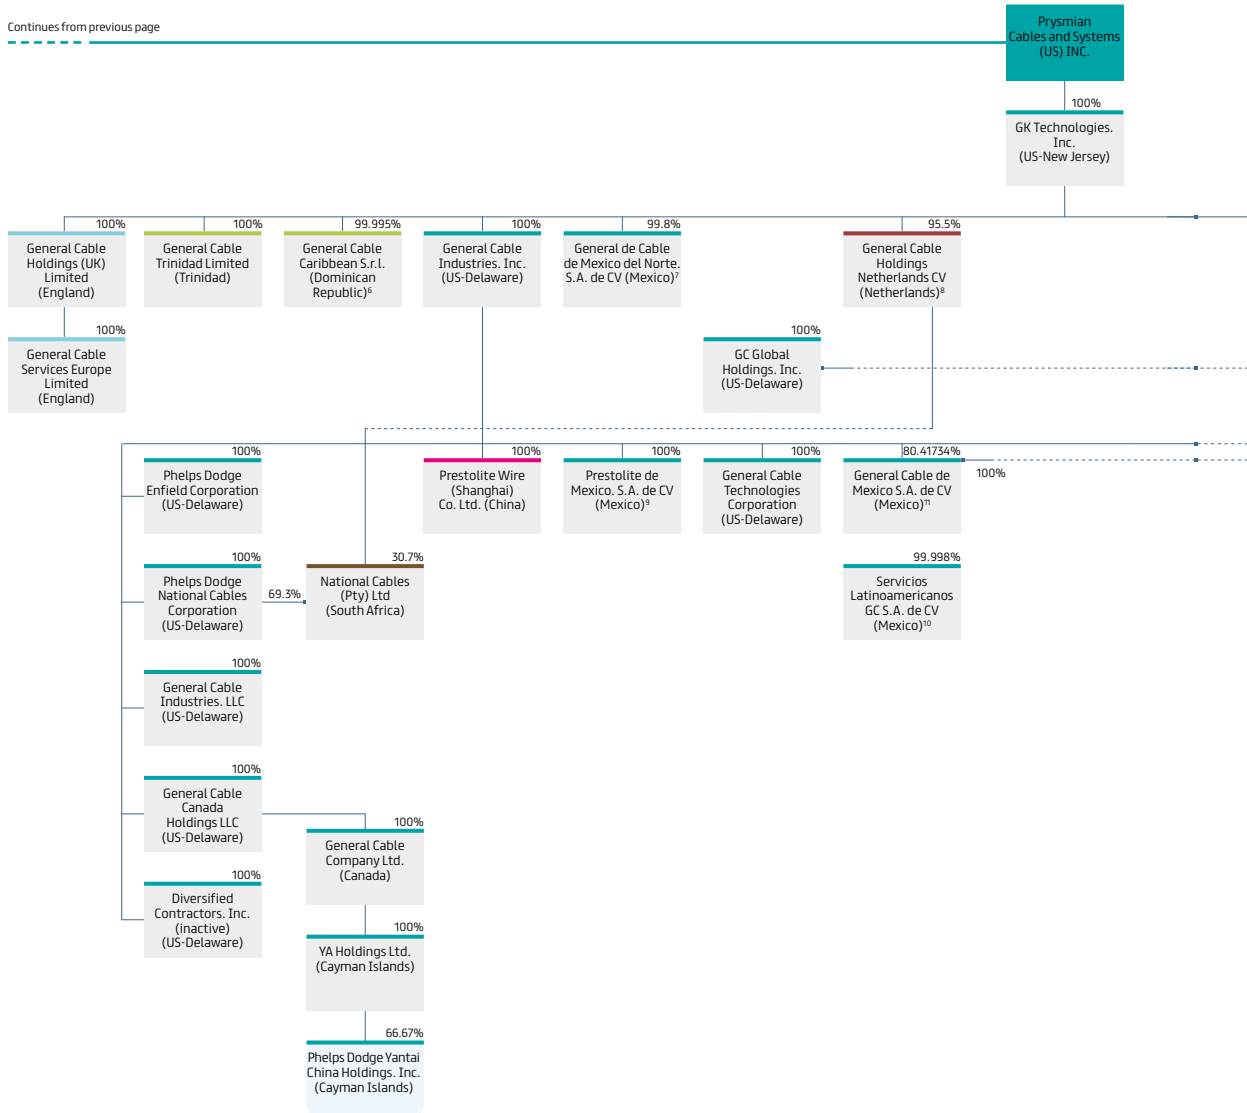 Continues from previous page
Prysmian
Cables and Systems
(US) INC.
100%
GK Technologies.
Inc.
(US-New Jersey)
100%
General Cable
Holdings (UK)
Limited
(England)
100%
General Cable
Trinidad Limited
(Trinidad)
99.995%
General Cable
Caribbean S.r.l.
(Dominican
Republic)⁶
100%
General Cable
Industries. Inc.
(US-Delaware)
99.8%
General de Cable
de Mexico del Norte.
S.A. de CV (Mexico)⁷
95.5%
General Cable
Holdings
Netherlands CV
(Netherlands)⁸
100%
General Cable
Services Europe
Limited
(England)
100%
GC Global
Holdings. Inc.
(US-Delaware)
100%
Phelps Dodge
Enfield Corporation
(US-Delaware)
100%
Prestolite Wire
(Shanghai)
Co. Ltd. (China)
100%
Prestolite de
Mexico. S.A. de CV
(Mexico)⁹
100%
General Cable
Technologies
Corporation
(US-Delaware)
80.41734%
General Cable de
Mexico S.A. de CV
(Mexico)¹¹
100%
100%
Phelps Dodge
National Cables
Corporation
(US-Delaware)
69.3%
30.7%
National Cables
(Pty) Ltd
(South Africa)
99.998%
Servicios
Latinoamericanos
GC S.A. de CV
(Mexico)¹⁰
100%
General Cable
Industries. LLC
(US-Delaware)
100%
General Cable
Canada
Holdings LLC
(US-Delaware)
100%
General Cable
Company Ltd.
(Canada)
100%
Diversified
Contractors. Inc.
(inactive)
(US-Delaware)
100%
YA Holdings Ltd.
(Cayman Islands)
66.67%
Phelps Dodge Yantai
China Holdings. Inc.
(Cayman Islands)